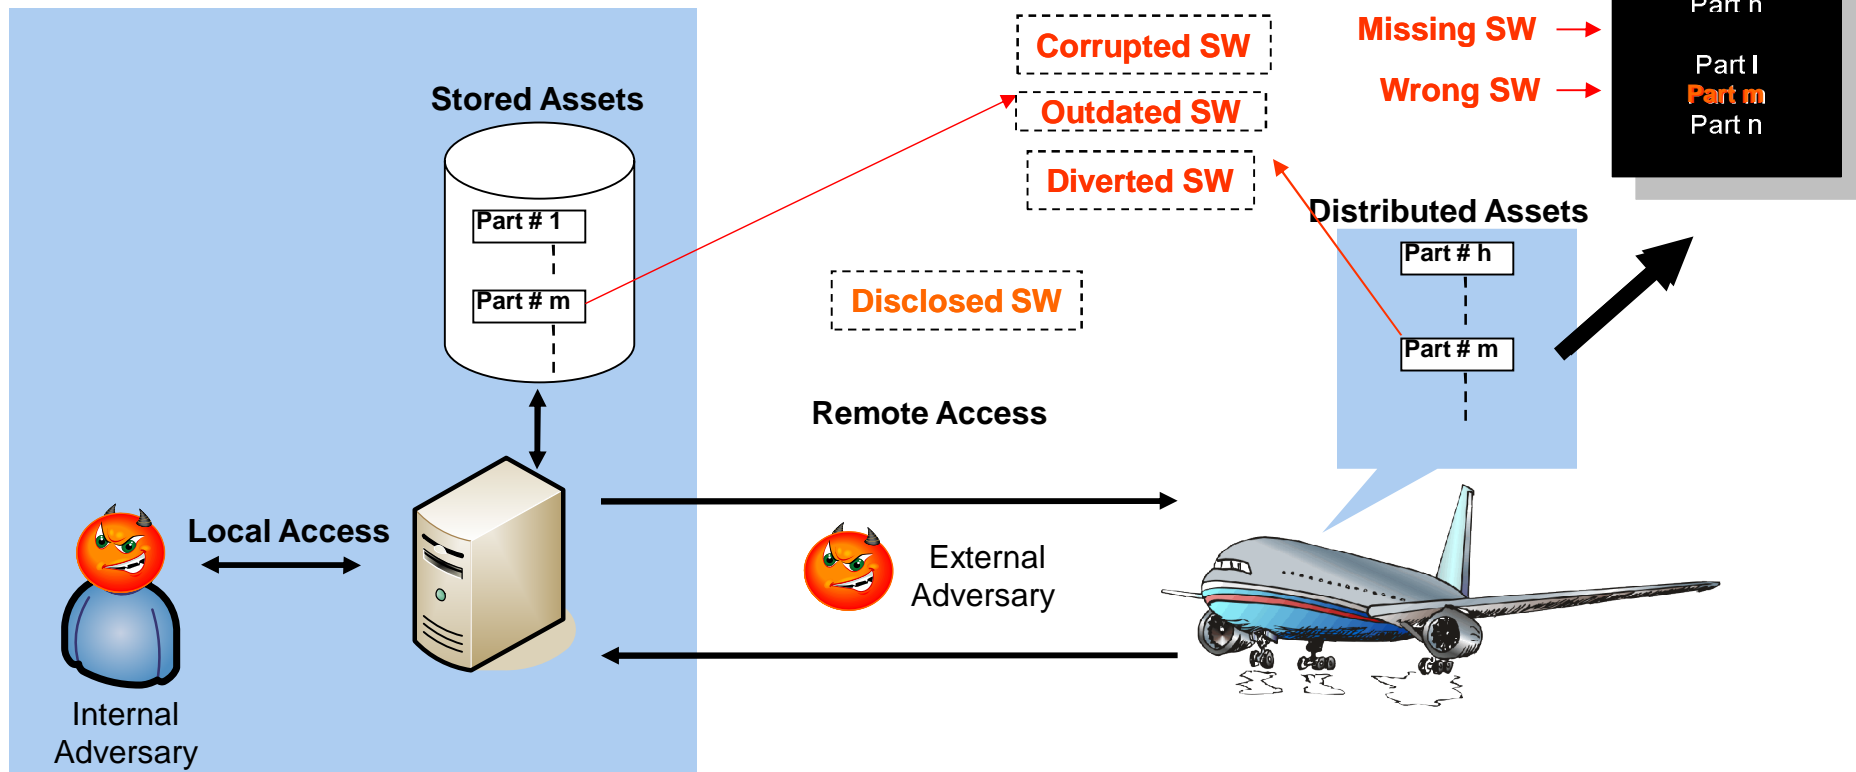 Part h
Missing SW
Corrupted SW
Part l
Wrong SW
Part m
Part n
Stored Assets
Outdated SW
Diverted SW
Distributed Assets
Part # 1
Part # h
Part # m
Disclosed SW
Part # m
Remote Access
Local Access
External
Adversary
Internal
Adversary